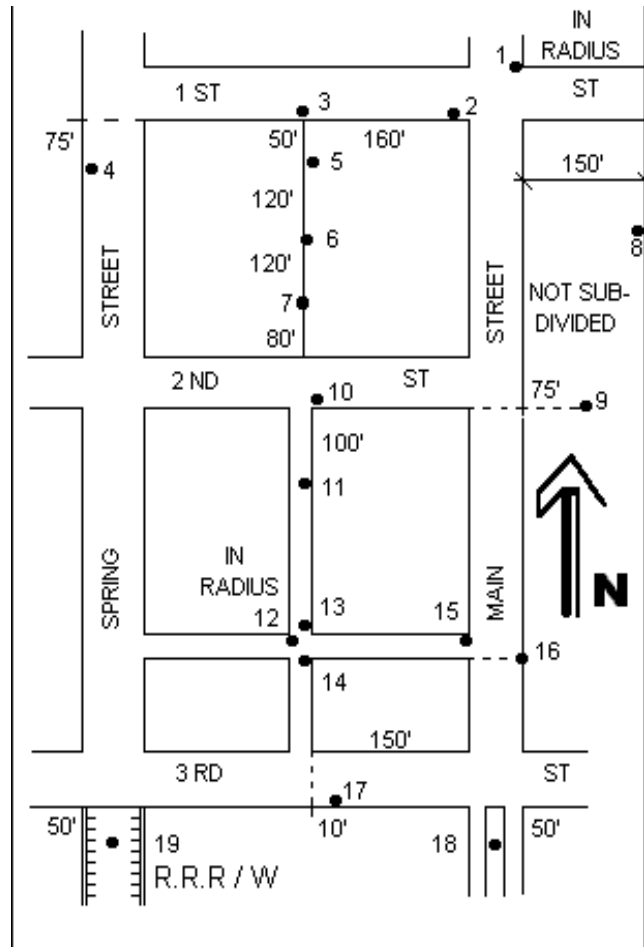 IN
RADIUS
1
1 ST
ST
3
2
75'
50'
160'
4
5
150'
120'
6
8
120'
STREET
STREET
7
NOT SUB-
DIVIDED
80'
2 ND
ST
10
75'
9
100'
11
N
IN
RADIUS
SPRING
MAIN
12
13
15
16
14
150'
3 RD
ST
17
50'
10'
50'
19
18
R.R.R / W